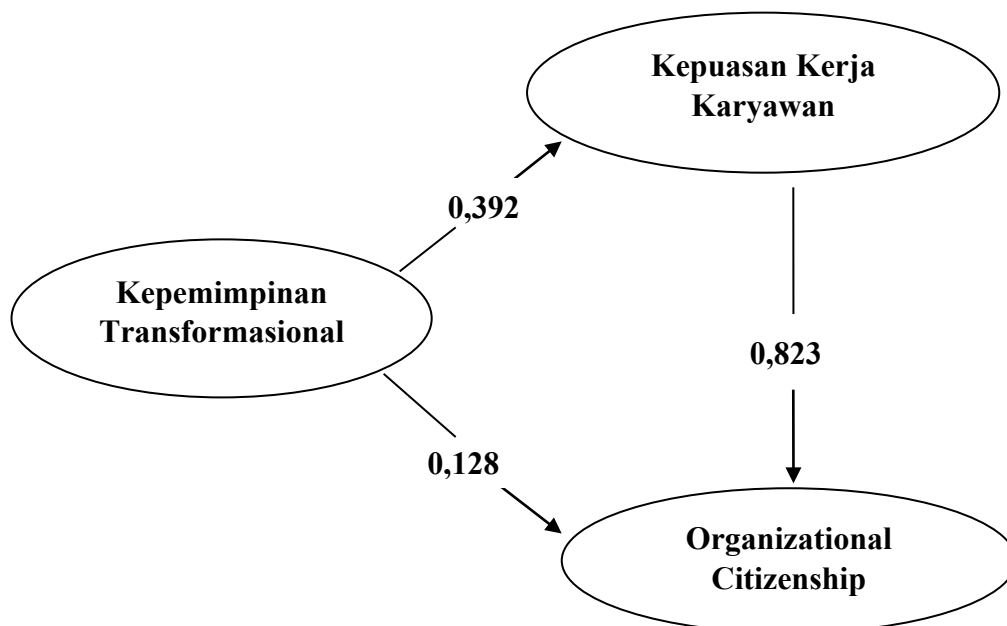 Kepuasan Kerja
Karyawan
0,392
Kepemimpinan
Transformasional
0,823
0,128
Organizational
Citizenship